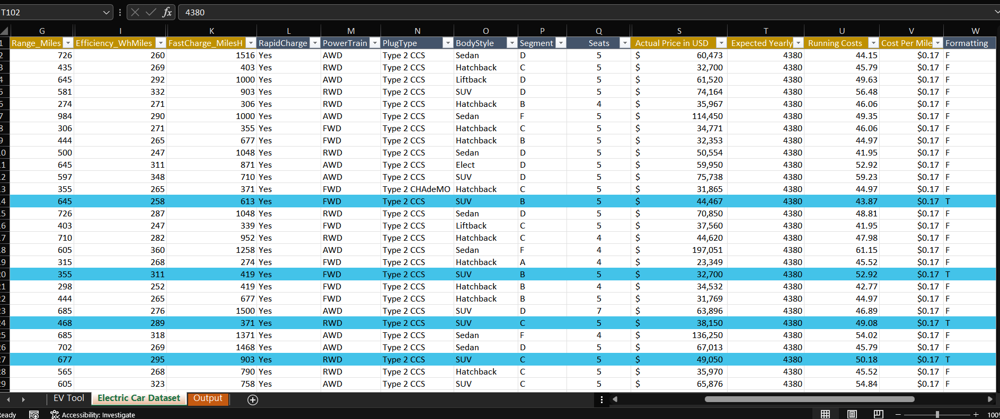 T102 fx 4380
G I K L M N O P Q S T U V W
1 Range_Miles Efficiency_WhMiles FastCharge_MilesH RapidCharge PowerTrain PlugType BodyStyle Segment Seats Actual Price in USD Expected Yearly Running Costs Cost Per Mile Formatting
2 726 260 1516 Yes AWD Type 2 CCS Sedan D 5 $ 60,473 4380 44.15 $0.17 F
3 435 269 403 Yes RWD Type 2 CCS Hatchback C 5 $ 32,700 4380 45.79 $0.17 F
4 645 292 1000 Yes AWD Type 2 CCS Liftback D 5 $ 61,520 4380 49.63 $0.17 F
5 581 332 903 Yes RWD Type 2 CCS SUV D 5 $ 74,164 4380 56.48 $0.17 F
6 274 271 306 Yes RWD Type 2 CCS Hatchback B 4 $ 35,967 4380 46.06 $0.17 F
7 984 290 1000 Yes AWD Type 2 CCS Sedan F 5 $ 114,450 4380 49.35 $0.17 F
8 306 271 355 Yes FWD Type 2 CCS Hatchback C 5 $ 34,771 4380 46.06 $0.17 F
9 444 265 677 Yes FWD Type 2 CCS Hatchback B 5 $ 32,353 4380 44.97 $0.17 F
0 500 247 1048 Yes RWD Type 2 CCS Sedan D 5 $ 50,554 4380 41.95 $0.17 F
1 645 311 871 Yes AWD Type 2 CCS Elect D 5 $ 59,950 4380 52.92 $0.17 F
2 597 348 710 Yes AWD Type 2 CCS SUV D 5 $ 75,738 4380 59.23 $0.17 F
3 355 265 371 Yes FWD Type 2 CHAdeMO Hatchback C 5 $ 31,865 4380 44.97 $0.17 F
4 645 258 613 Yes FWD Type 2 CCS SUV B 5 $ 44,467 4380 43.87 $0.17 T
5 726 287 1048 Yes RWD Type 2 CCS Sedan D 5 $ 70,850 4380 48.81 $0.17 F
6 403 247 339 Yes FWD Type 2 CCS Liftback C 5 $ 37,560 4380 41.95 $0.17 F
7 710 282 952 Yes RWD Type 2 CCS Hatchback C 4 $ 44,620 4380 47.98 $0.17 F
8 605 360 1258 Yes AWD Type 2 CCS Sedan F 4 $ 197,051 4380 61.15 $0.17 F
9 315 268 274 Yes FWD Type 2 CCS Hatchback A 4 $ 23,349 4380 45.52 $0.17 F
0 355 311 419 Yes FWD Type 2 CCS SUV B 5 $ 32,700 4380 52.92 $0.17 T
1 298 252 419 Yes FWD Type 2 CCS Hatchback B 4 $ 34,532 4380 42.77 $0.17 F
2 444 265 677 Yes FWD Type 2 CCS Hatchback B 5 $ 31,769 4380 44.97 $0.17 F
3 685 276 1500 Yes AWD Type 2 CCS SUV D 7 $ 63,896 4380 46.89 $0.17 F
4 468 289 371 Yes RWD Type 2 CCS SUV C 5 $ 38,150 4380 49.08 $0.17 T
5 685 318 1371 Yes AWD Type 2 CCS Sedan F 4 $ 136,250 4380 54.02 $0.17 F
6 702 269 1468 Yes AWD Type 2 CCS Sedan D 5 $ 67,013 4380 45.79 $0.17 F
7 677 295 903 Yes RWD Type 2 CCS SUV C 5 $ 49,050 4380 50.18 $0.17 T
8 565 268 790 Yes RWD Type 2 CCS Hatchback C 5 $ 35,970 4380 45.52 $0.17 F
9 605 323 758 Yes AWD Type 2 CCS SUV C 5 $ 65,876 4380 54.84 $0.17 F
EV Tool Electric Car Dataset Output
eady Accessibility: Investigate 100%